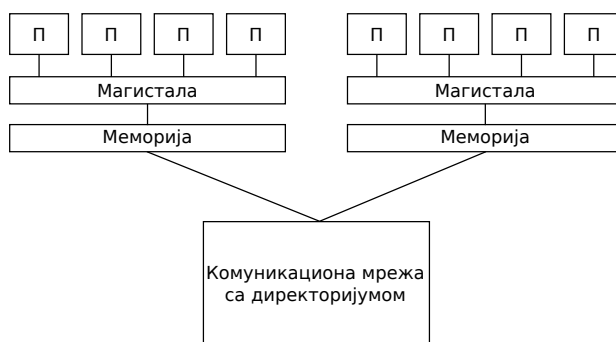 П П П П П П П П
Магистала Магистала
Меморија Меморија
Комуникациона мрежа
са директоријумом